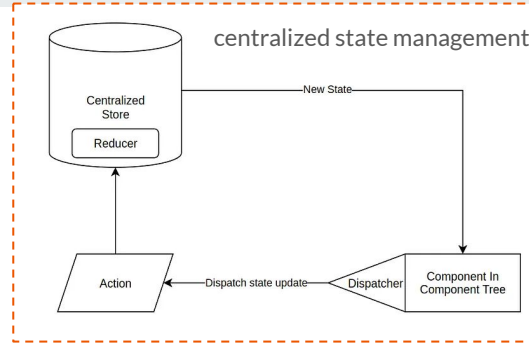 centralized state management
Centralized
Store
Reducer
New State
Action
Dispatch state update
Dispatcher
Component In
Component Tree